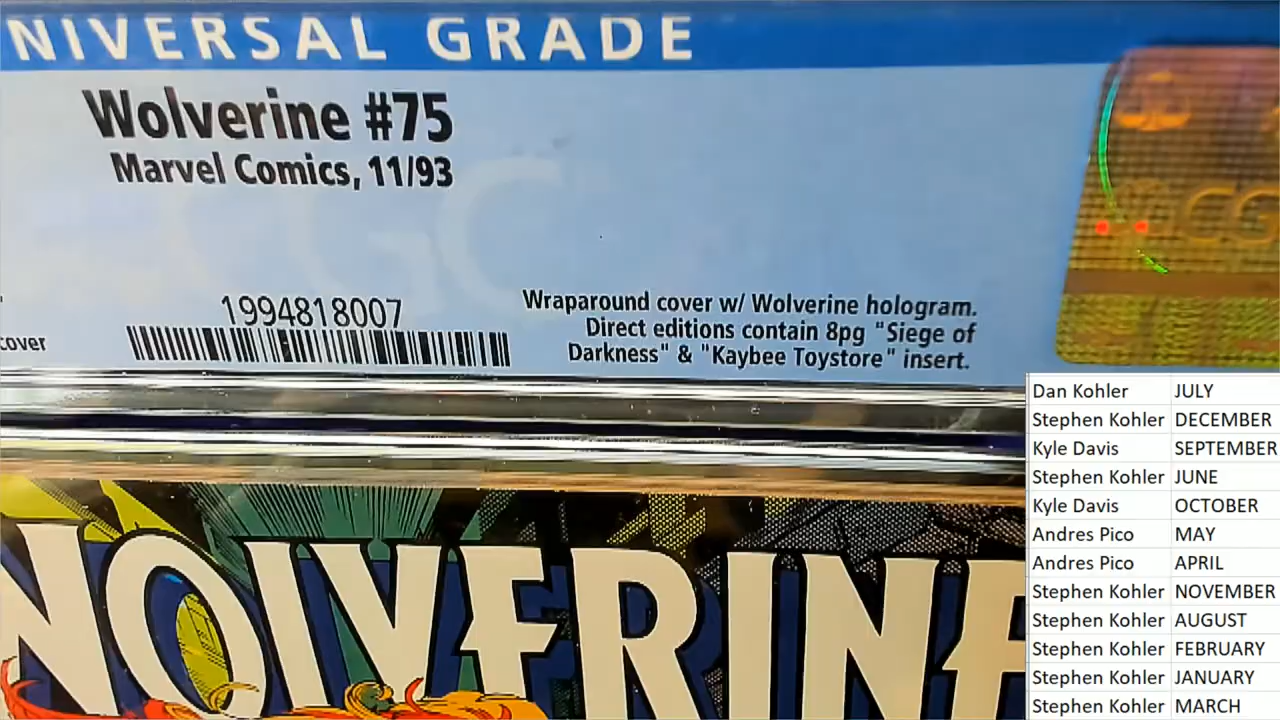 NIVERSAL GRADE
Wolverine #75
Marvel Comics, 11/93
CGC
1994818007
cover
Wraparound cover w/ Wolverine hologram.
Direct editions contain 8pg "Siege of
Darkness" & "Kaybee Toystore" insert.
CG
WOLVERINE
Dan Kohler JULY
Stephen Kohler DECEMBER
Kyle Davis SEPTEMBER
Stephen Kohler JUNE
Kyle Davis OCTOBER
Andres Pico MAY
Andres Pico APRIL
Stephen Kohler NOVEMBER
Stephen Kohler AUGUST
Stephen Kohler FEBRUARY
Stephen Kohler JANUARY
Stephen Kohler MARCH